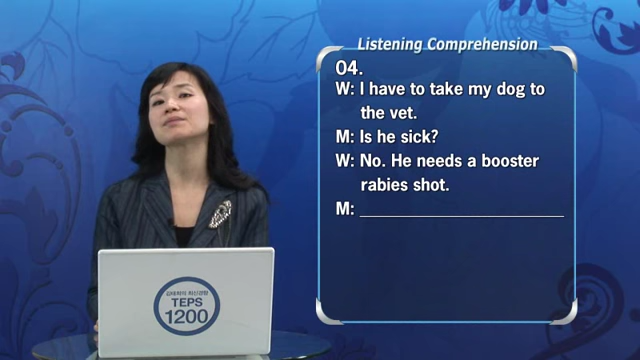 Listening Comprehension
04.
W: I have to take my dog to
the vet.
M: Is he sick?
W: No. He needs a booster
rabies shot.
M:
TEPS
1200